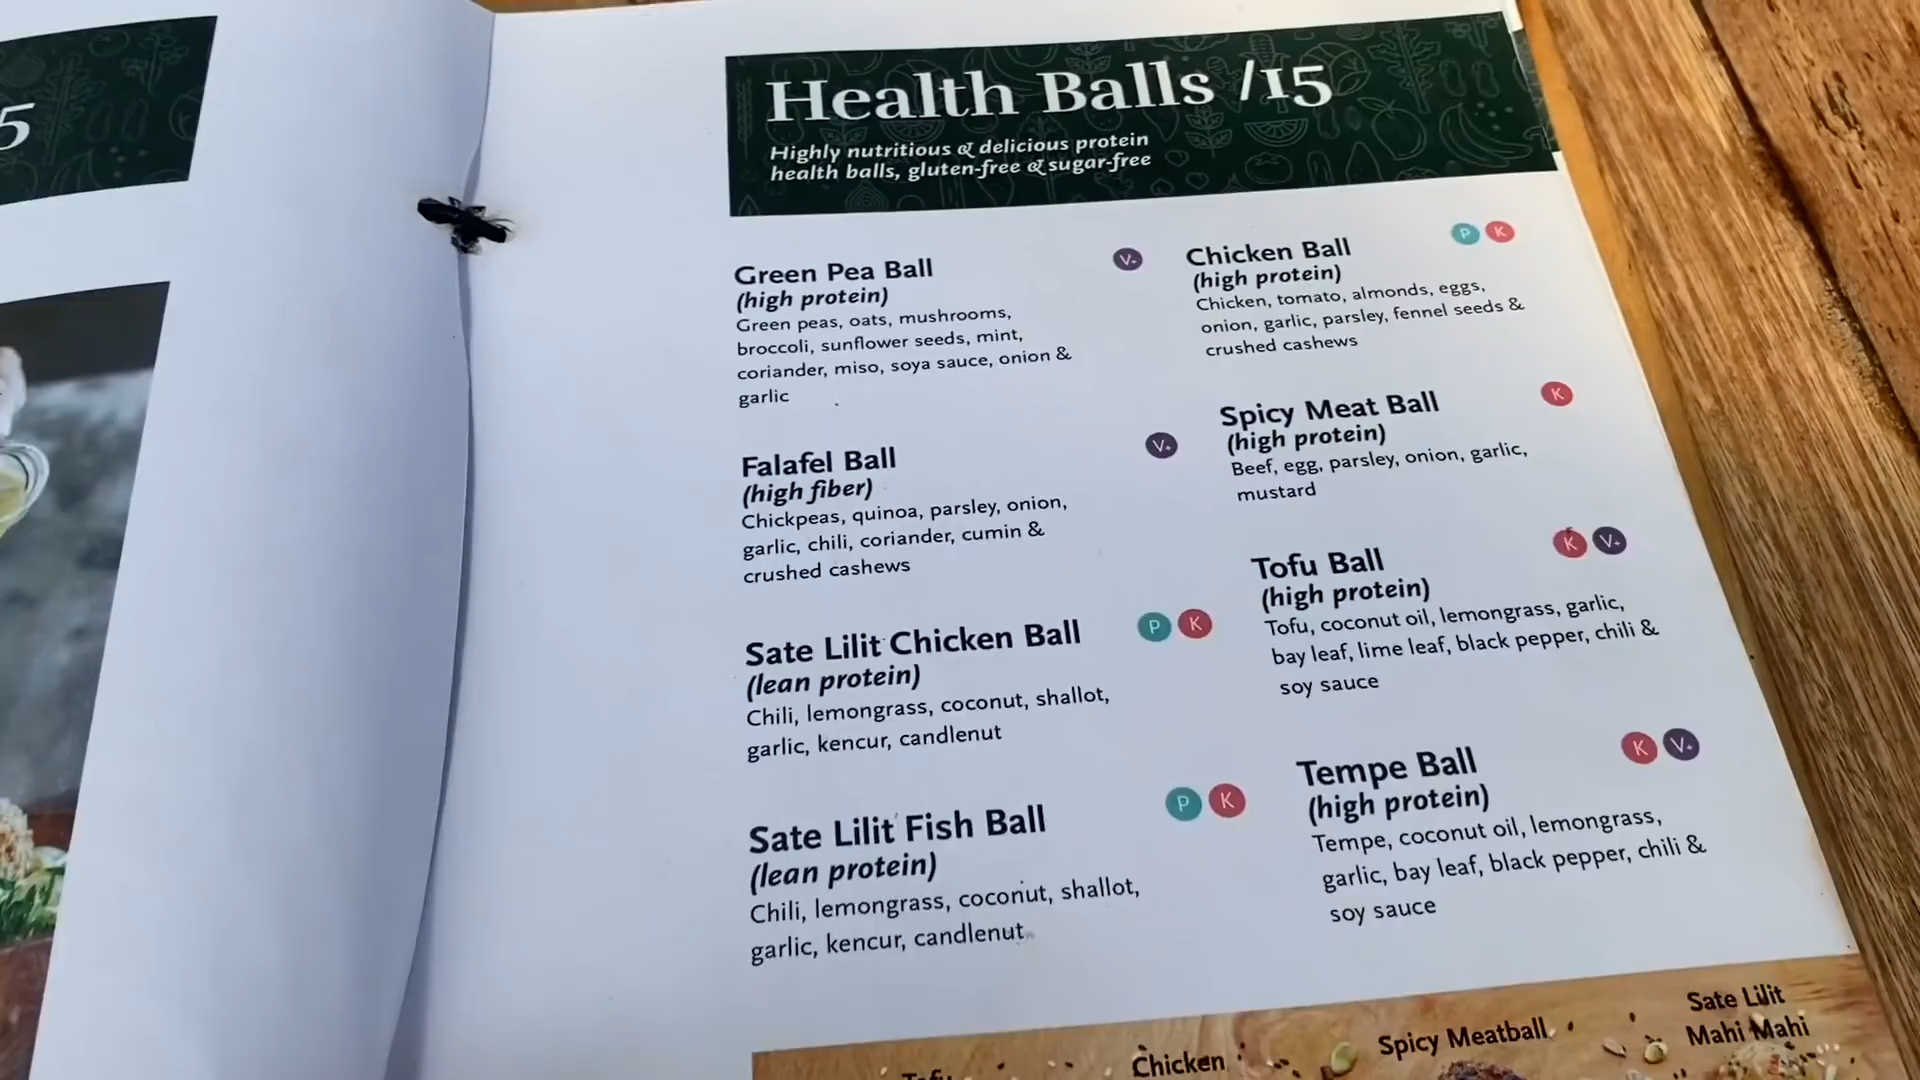 5
Health Balls /15
Highly nutritious & delicious protein
health balls, gluten-free & sugar-free
Green Pea Ball
V+
(high protein)
Green peas, oats, mushrooms,
broccoli, sunflower seeds, mint,
coriander, miso, soya sauce, onion &
garlic
Falafel Ball
V+
(high fiber)
Chickpeas, quinoa, parsley, onion,
garlic, chili, coriander, cumin &
crushed cashews
Sate Lilit Chicken Ball
P K
(lean protein)
Chili, lemongrass, coconut, shallot,
garlic, kencur, candlenut
Sate Lilit Fish Ball
P K
(lean protein)
Chili, lemongrass, coconut, shallot,
garlic, kencur, candlenut
Chicken Ball
P K
(high protein)
Chicken, tomato, almonds, eggs,
onion, garlic, parsley, fennel seeds &
crushed cashews
Spicy Meat Ball
K
(high protein)
Beef, egg, parsley, onion, garlic,
mustard
Tofu Ball
K V+
(high protein)
Tofu, coconut oil, lemongrass, garlic,
bay leaf, lime leaf, black pepper, chili &
soy sauce
Tempe Ball
K V+
(high protein)
Tempe, coconut oil, lemongrass,
garlic, bay leaf, black pepper, chili &
soy sauce
Tofu
Chicken
Spicy Meatball
Sate Lilit
Mahi Mahi